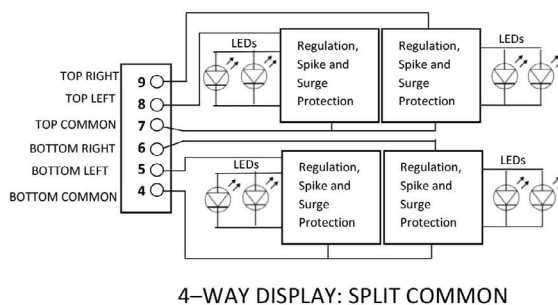 TOP RIGHT
TOP LEFT
TOP COMMON
BOTTOM RIGHT
BOTTOM LEFT
BOTTOM COMMON
9
8
7
6
5
4
LEDs
Regulation,
Spike and
Surge
Protection
Regulation,
Spike and
Surge
Protection
LEDs
LEDs
Regulation,
Spike and
Surge
Protection
Regulation,
Spike and
Surge
Protection
LEDs
4–WAY DISPLAY: SPLIT COMMON